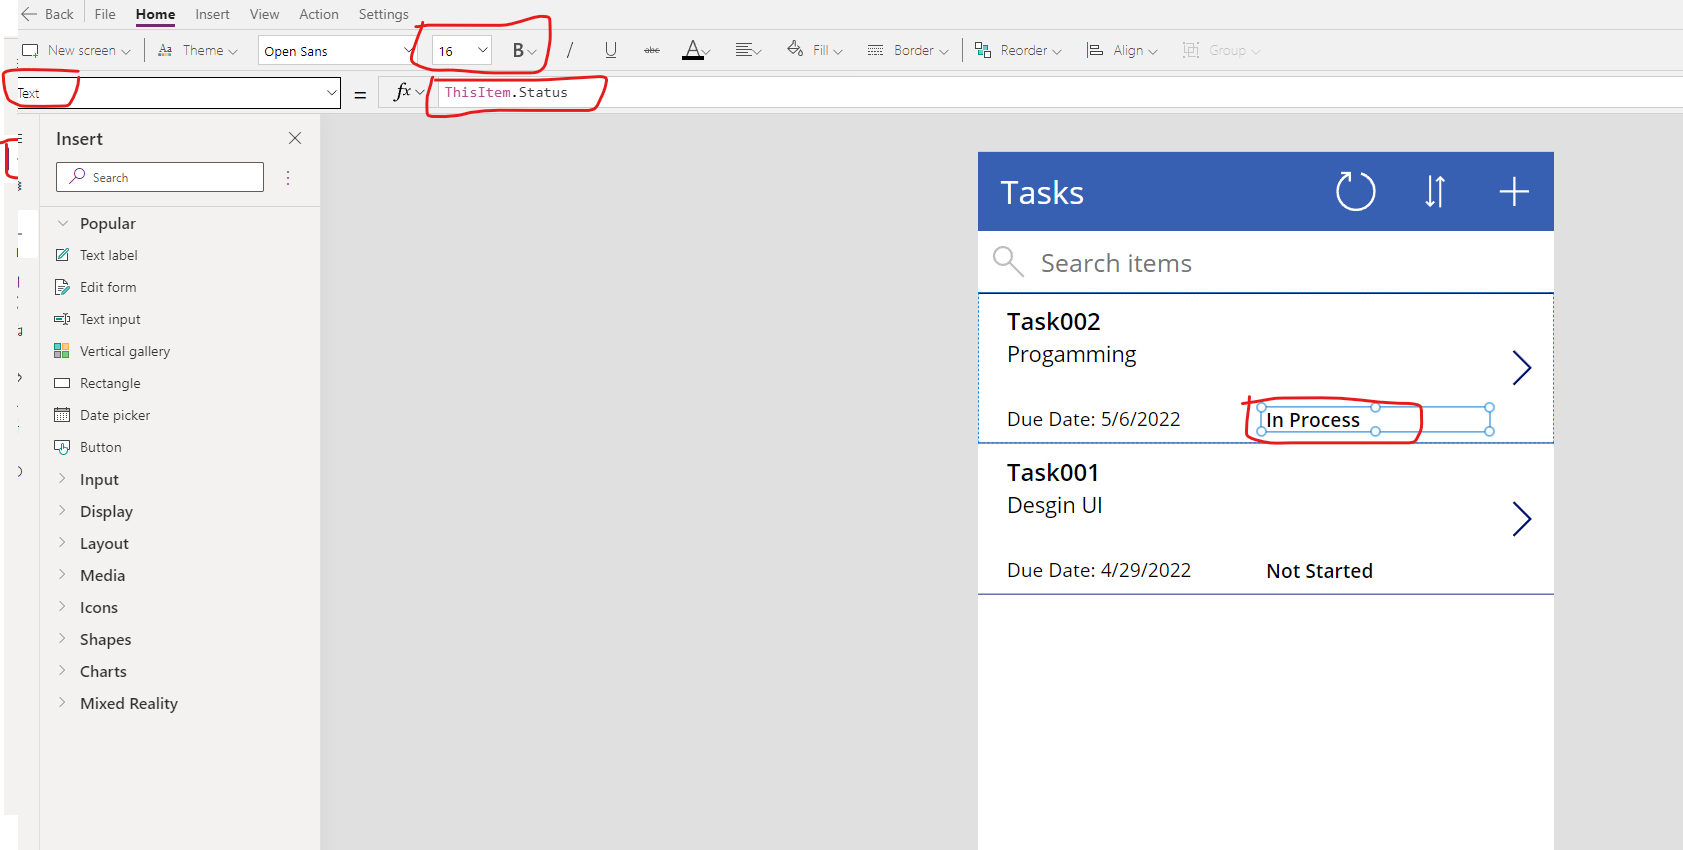 Back File Home Insert View Action Settings
New screen Theme Open Sans 16 B / U abc A Fill Border Reorder Align Group
Text = fx ThisItem.Status
Insert
Search
Popular
Text label
Edit form
Text input
Vertical gallery
Rectangle
Date picker
Button
Input
Display
Layout
Media
Icons
Shapes
Charts
Mixed Reality
Tasks
Search items
Task002
Progamming
Due Date: 5/6/2022 In Process
Task001
Desgin UI
Due Date: 4/29/2022 Not Started